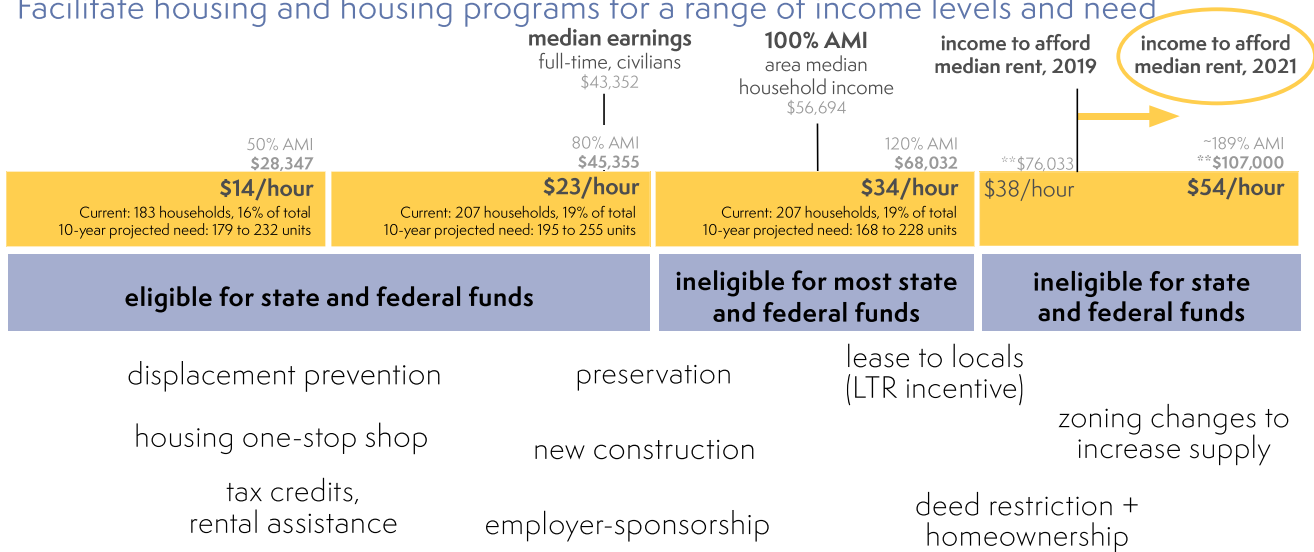 Facilitate housing and housing programs for a range of income levels and need
median earnings
full-time, civilians
$43,352
100% AMI
area median
household income
$56,694
income to afford
median rent, 2019
income to afford
median rent, 2021
50% AMI
$28,347
80% AMI
$45,355
120% AMI
$68,032
**$76,033
~189% AMI
**$107,000
$14/hour
Current: 183 households, 16% of total
10-year projected need: 179 to 232 units
$23/hour
Current: 207 households, 19% of total
10-year projected need: 195 to 255 units
$34/hour
Current: 207 households, 19% of total
10-year projected need: 168 to 228 units
$38/hour
$54/hour
eligible for state and federal funds
ineligible for most state
and federal funds
ineligible for state
and federal funds
displacement prevention
preservation
lease to locals
(LTR incentive)
zoning changes to
increase supply
housing one-stop shop
new construction
tax credits,
rental assistance
employer-sponsorship
deed restriction +
homeownership